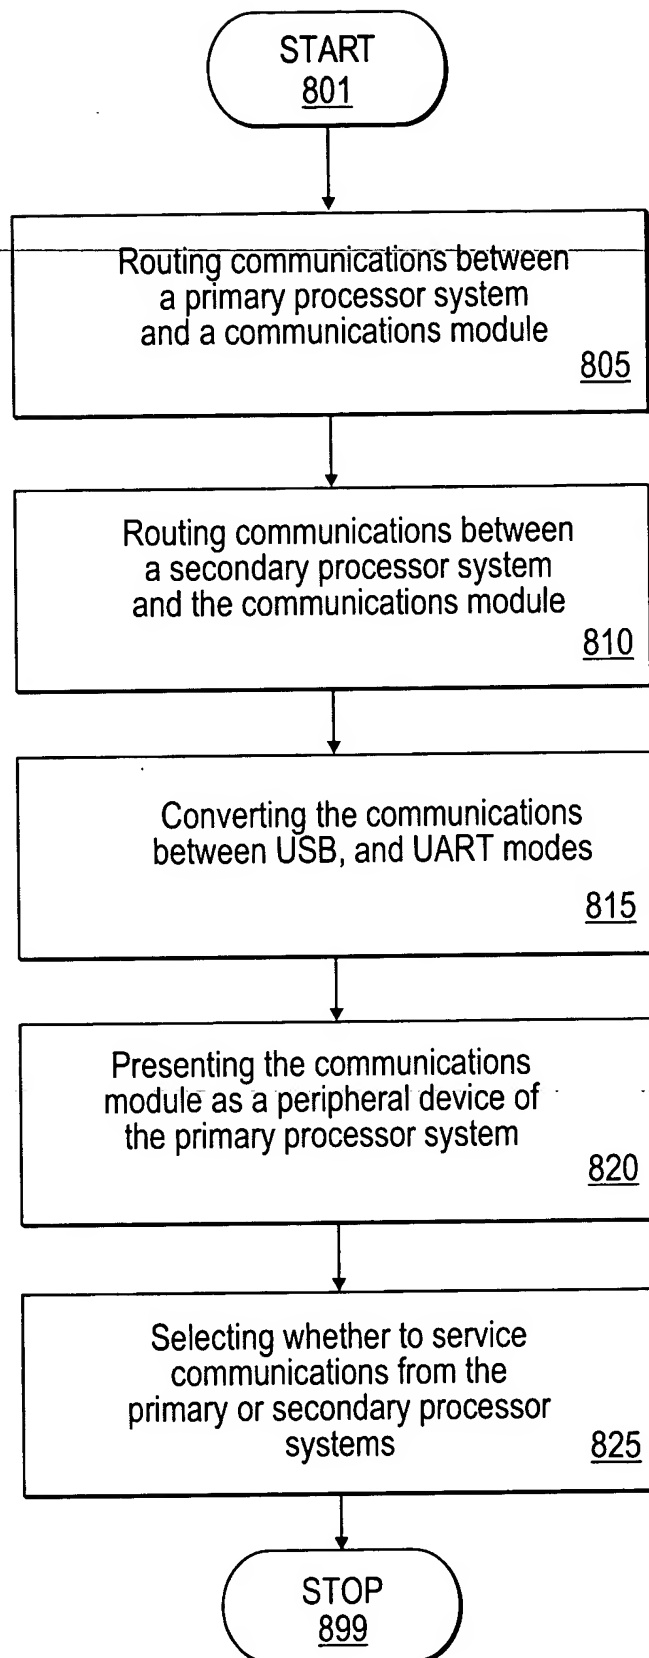 START
801
Routing communications between
a primary processor system
and a communications module
805
Routing communications between
a secondary processor system
and the communications module
810
Converting the communications
between USB, and UART modes
815
Presenting the communications
module as a peripheral device of
the primary processor system
820
Selecting whether to service
communications from the
primary or secondary processor
systems
825
STOP
899